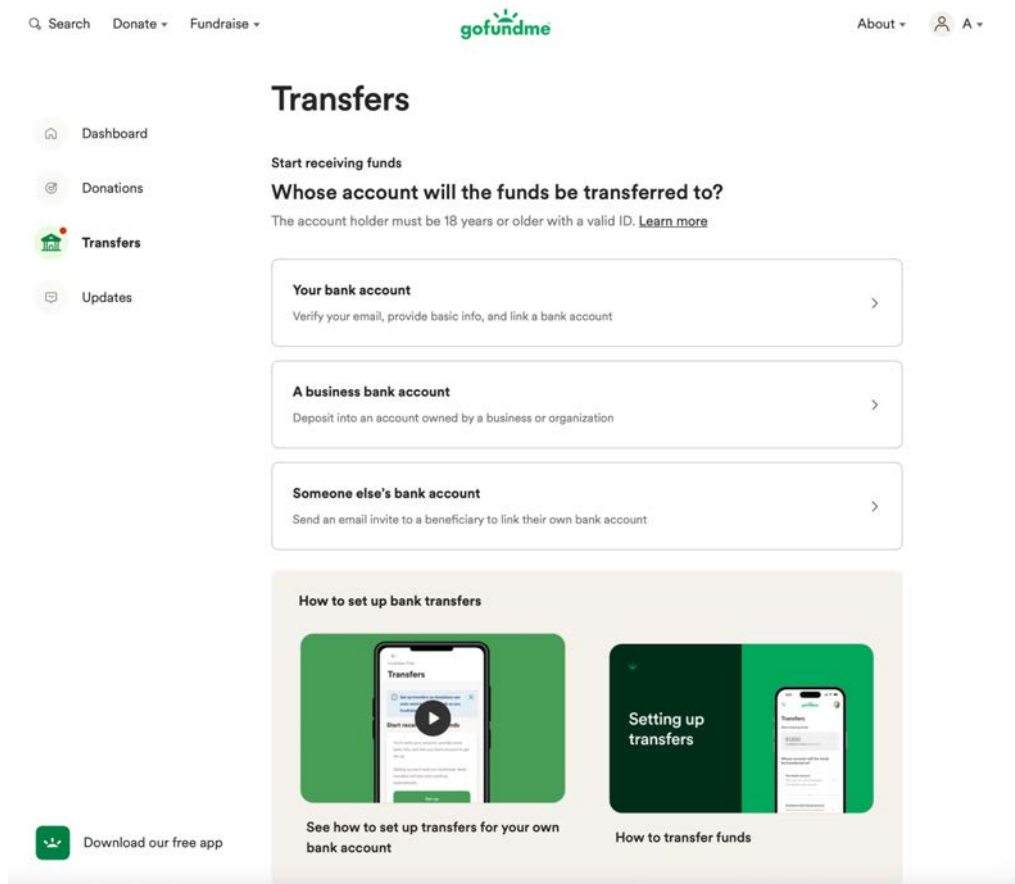 Search Donate Fundraise gofundme About A
Transfers
Dashboard
Donations
Transfers
Updates
Start receiving funds
Whose account will the funds be transferred to?
The account holder must be 18 years or older with a valid ID. Learn more
Your bank account
Verify your email, provide basic info, and link a bank account
A business bank account
Deposit into an account owned by a business or organization
Someone else's bank account
Send an email invite to a beneficiary to link their own bank account
How to set up bank transfers
Transfers
Setting up
transfers
Transfers
See how to set up transfers for your own
bank account
How to transfer funds
Download our free app